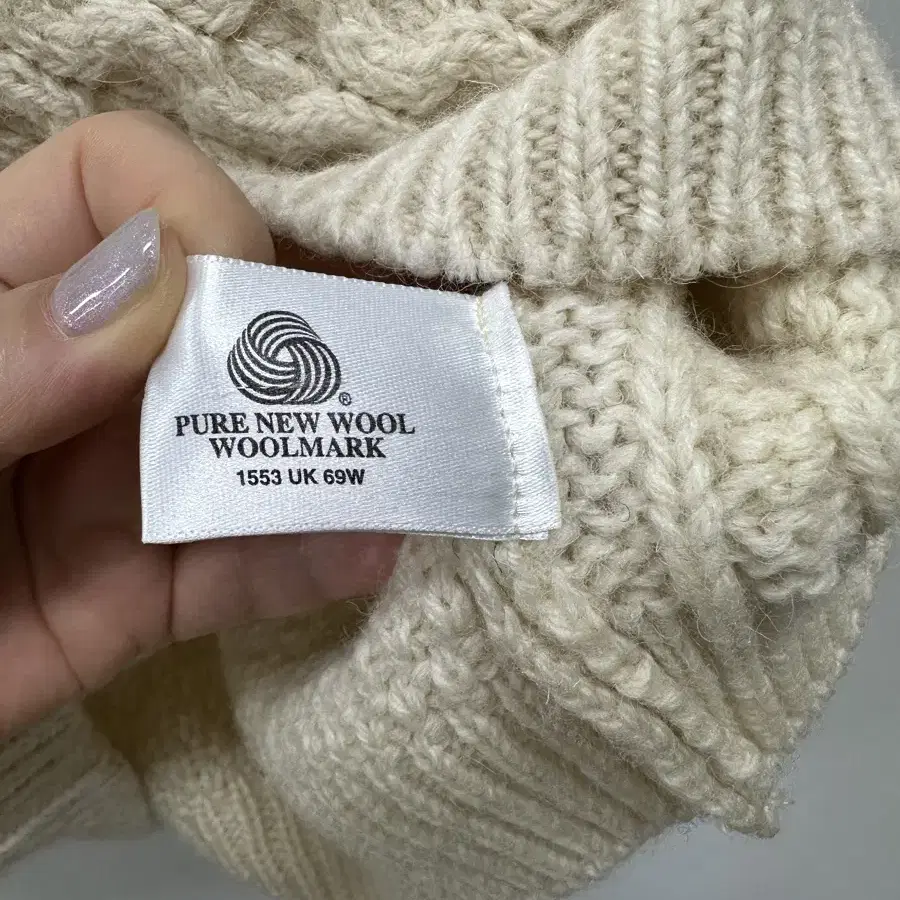 ®
PURE NEW WOOL
WOOLMARK
1553 UK 69W